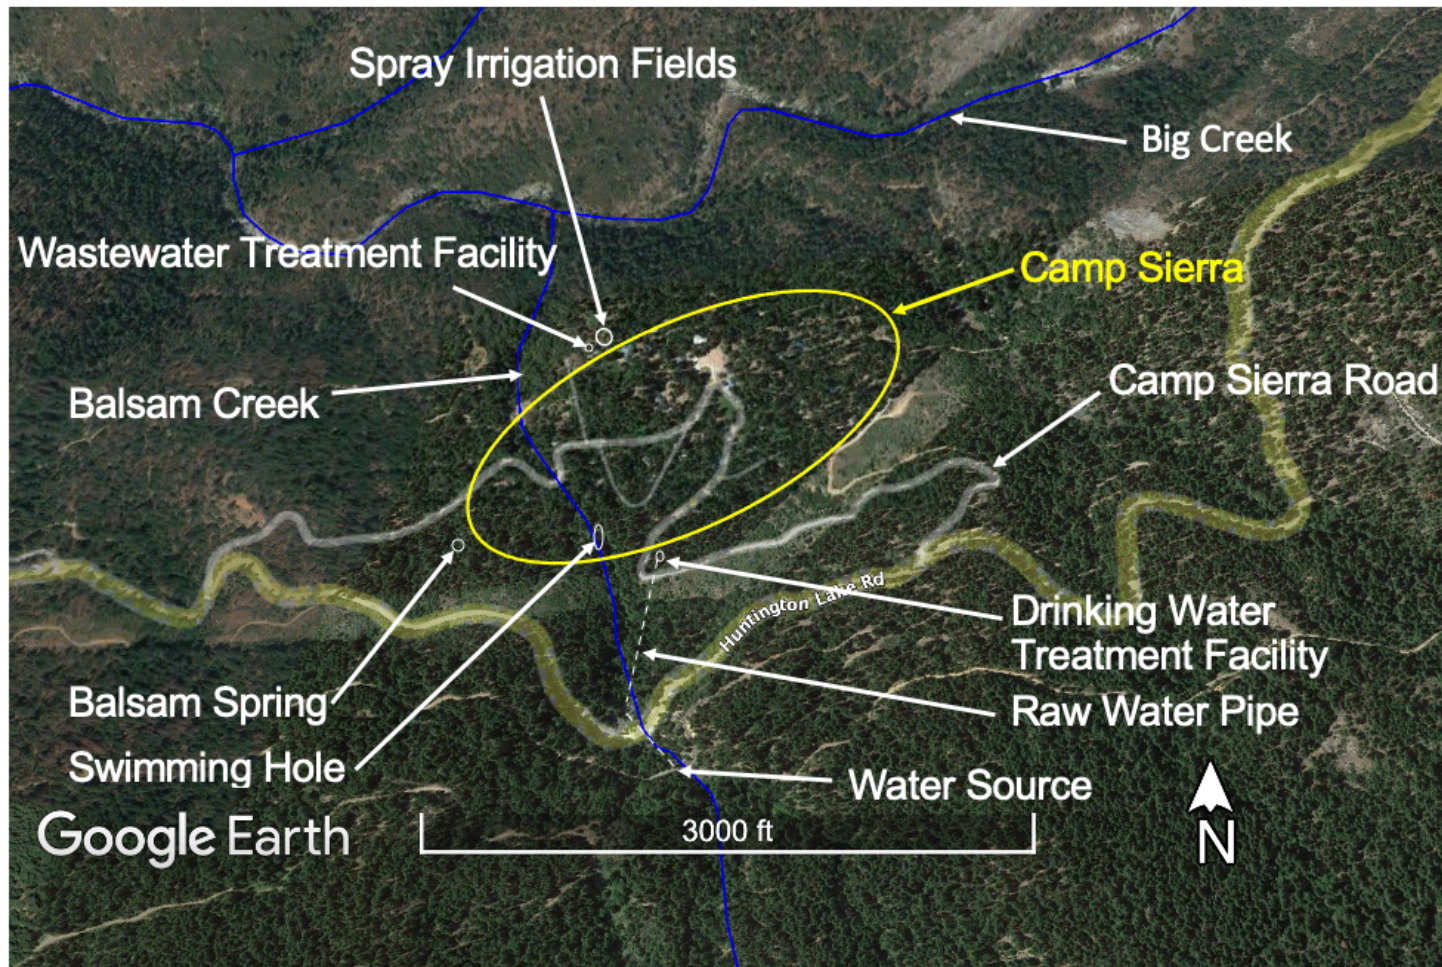 Spray Irrigation Fields
Big Creek
Wastewater Treatment Facility
Camp Sierra
Camp Sierra Road
Balsam Creek
Huntington Lake Rd
Drinking Water
Treatment Facility
Balsam Spring
Raw Water Pipe
Swimming Hole
Water Source
Google Earth
3000 ft
N